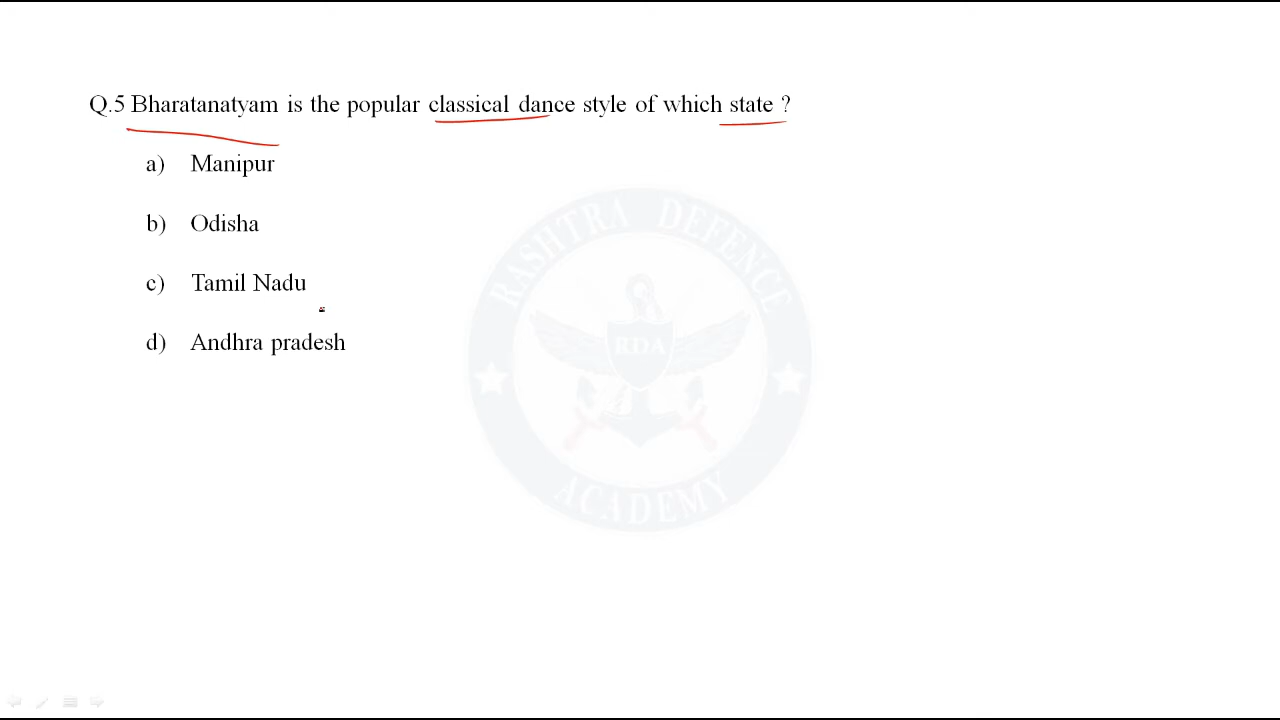 Q.5 Bharatanatyam is the popular classical dance style of which state ?
a) Manipur
b) Odisha
c) Tamil Nadu
d) Andhra pradesh
RASHTRA DEFENCE
RDA
ACADEMY